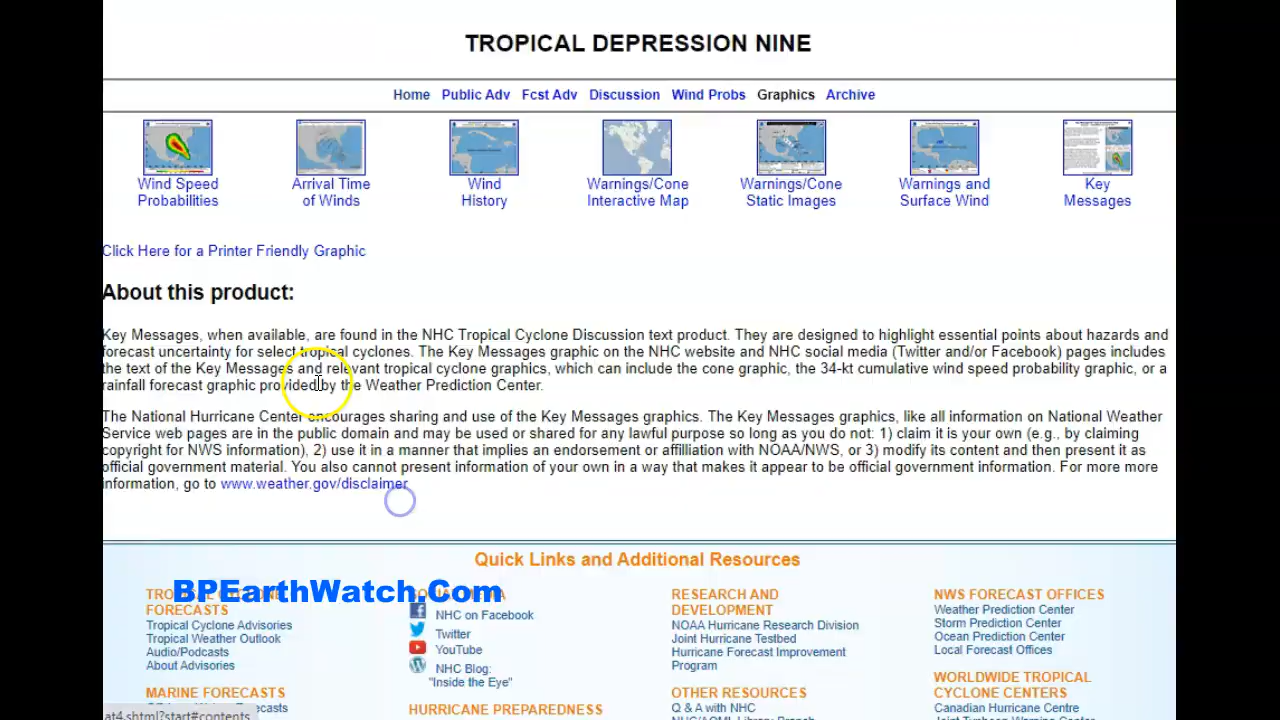 TROPICAL DEPRESSION NINE
Home Public Adv Fcst Adv Discussion Wind Probs Graphics Archive
Wind Speed Probabilities
Arrival Time of Winds
Wind History
Warnings/Cone Interactive Map
Warnings/Cone Static Images
Warnings and Surface Wind
Key Messages
Click Here for a Printer Friendly Graphic
About this product:
Key Messages, when available, are found in the NHC Tropical Cyclone Discussion text product. They are designed to highlight essential points about hazards and
forecast uncertainty for select tropical cyclones. The Key Messages graphic on the NHC website and NHC social media (Twitter and/or Facebook) pages includes
the text of the Key Messages and relevant tropical cyclone graphics, which can include the cone graphic, the 34-kt cumulative wind speed probability graphic, or a
rainfall forecast graphic provided by the Weather Prediction Center.
The National Hurricane Center encourages sharing and use of the Key Messages graphics. The Key Messages graphics, like all information on National Weather
Service web pages are in the public domain and may be used or shared for any lawful purpose so long as you do not: 1) claim it is your own (e.g., by claiming
copyright for NWS information), 2) use it in a manner that implies an endorsement or affilliation with NOAA/NWS, or 3) modify its content and then present it as
official government material. You also cannot present information of your own in a way that makes it appear to be official government information. For more more
information, go to www.weather.gov/disclaimer
Quick Links and Additional Resources
BPEarthWatch.Com
FORECASTS
Tropical Cyclone Advisories
Tropical Weather Outlook
Audio/Podcasts
About Advisories
MARINE FORECASTS
NHC on Facebook
Twitter
YouTube
NHC Blog:
"Inside the Eye"
HURRICANE PREPAREDNESS
RESEARCH AND
DEVELOPMENT
NOAA Hurricane Research Division
Joint Hurricane Testbed
Hurricane Forecast Improvement
Program
OTHER RESOURCES
Q & A with NHC
NHC/AOML Library Branch
NWS FORECAST OFFICES
Weather Prediction Center
Storm Prediction Center
Ocean Prediction Center
Local Forecast Offices
WORLDWIDE TROPICAL
CYCLONE CENTERS
Canadian Hurricane Centre
Joint Typhoon Warning Center
at4.shtml?start#contents